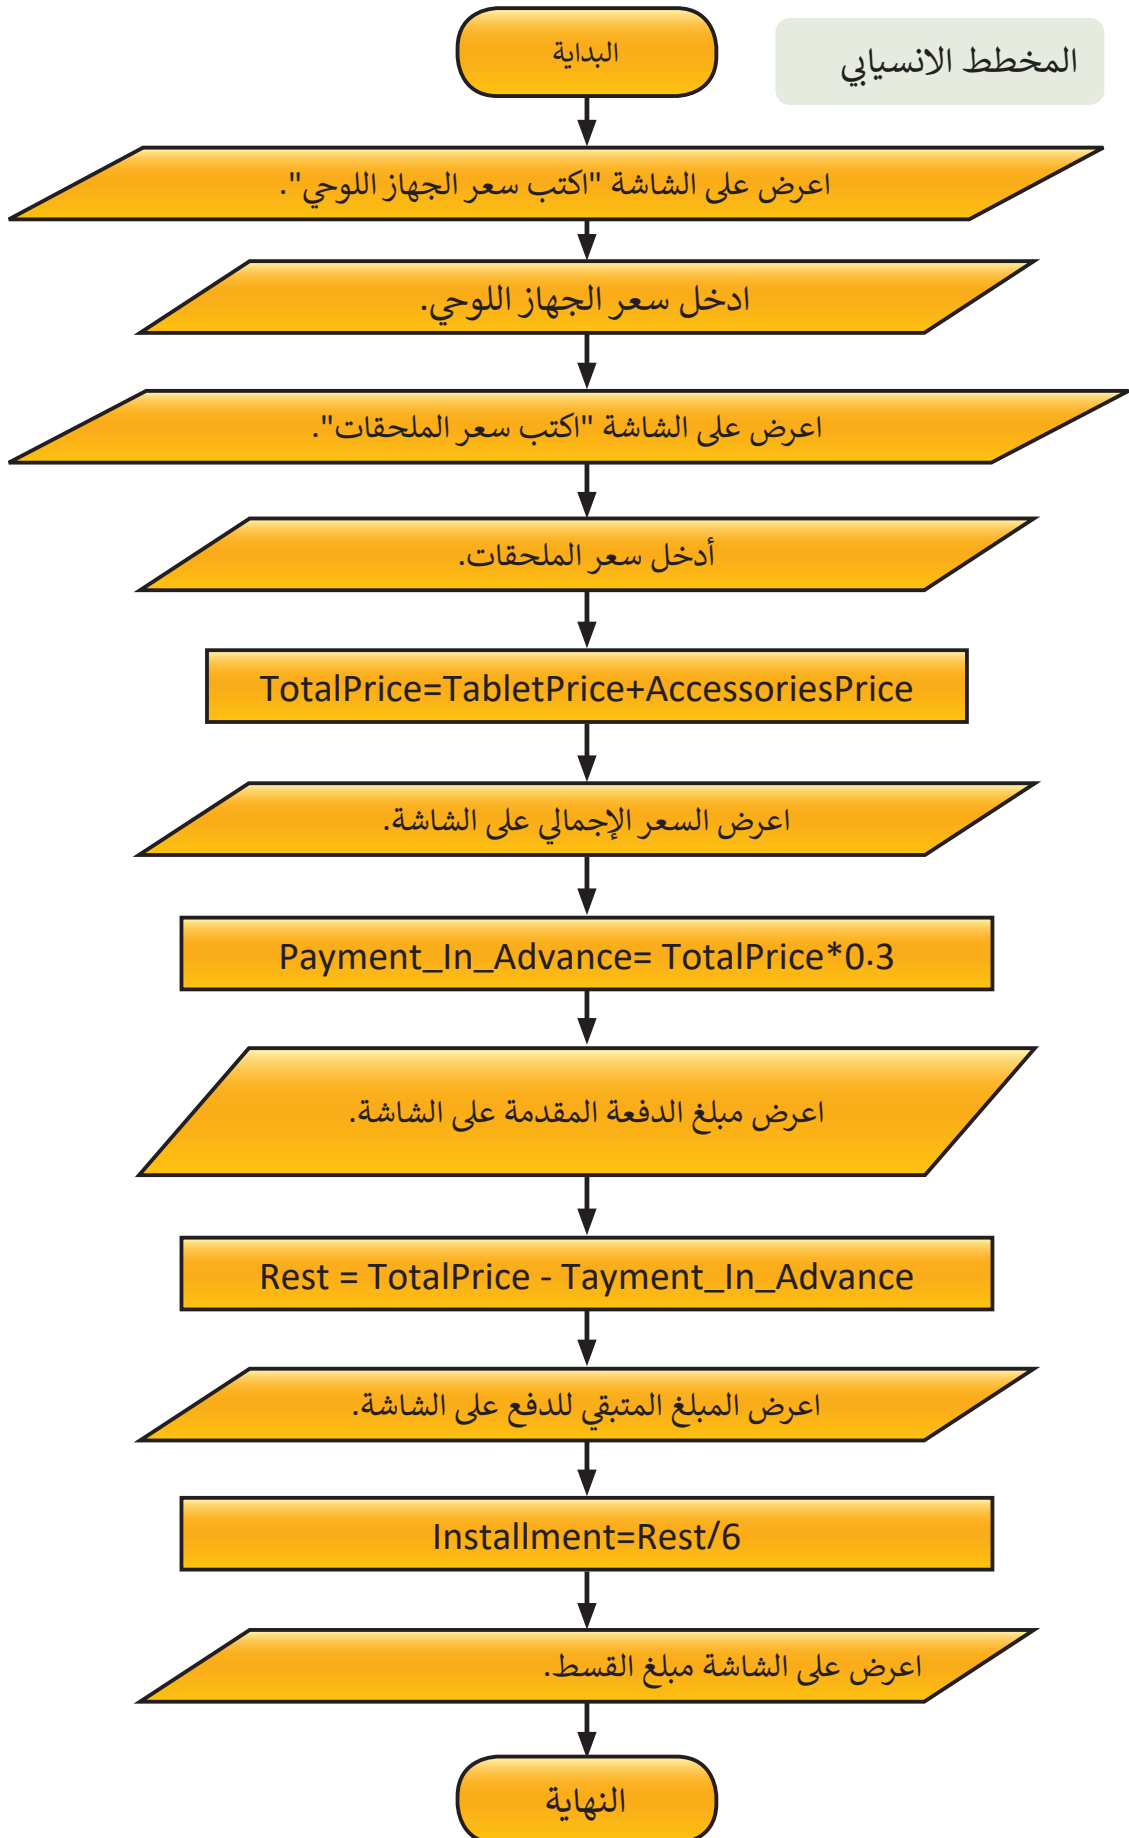 المخطط الانسيابي
البداية
اعرض على الشاشة "اكتب سعر الجهاز اللوحي".
ادخل سعر الجهاز اللوحي.
اعرض على الشاشة "اكتب سعر الملحقات".
أدخل سعر الملحقات.
TotalPrice=TabletPrice+AccessoriesPrice
اعرض السعر الإجمالي على الشاشة.
Payment_In_Advance= TotalPrice*0.3
اعرض مبلغ الدفعة المقدمة على الشاشة.
Rest = TotalPrice - Tayment_In_Advance
اعرض المبلغ المتبقي للدفع على الشاشة.
Installment=Rest/6
اعرض على الشاشة مبلغ القسط.
النهاية